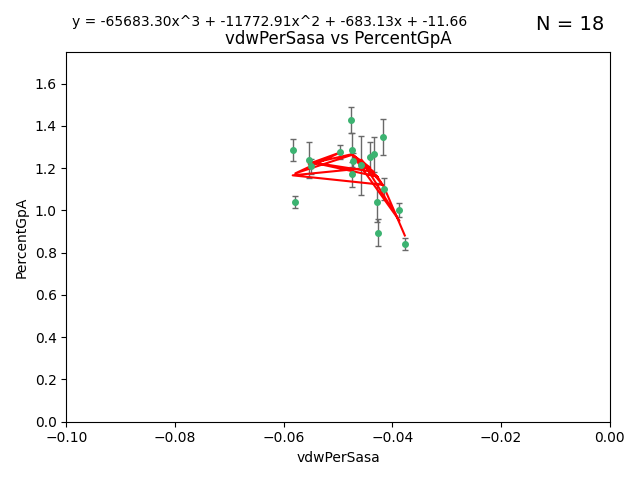 y = -65683.30x^3 + -11772.91x^2 + -683.13x + -11.66
N = 18
vdwPerSasa vs PercentGpA
PercentGpA
1.6
1.4
1.2
1.0
0.8
0.6
0.4
0.2
0.0
−0.10 −0.08 −0.06 −0.04 −0.02 0.00
vdwPerSasa